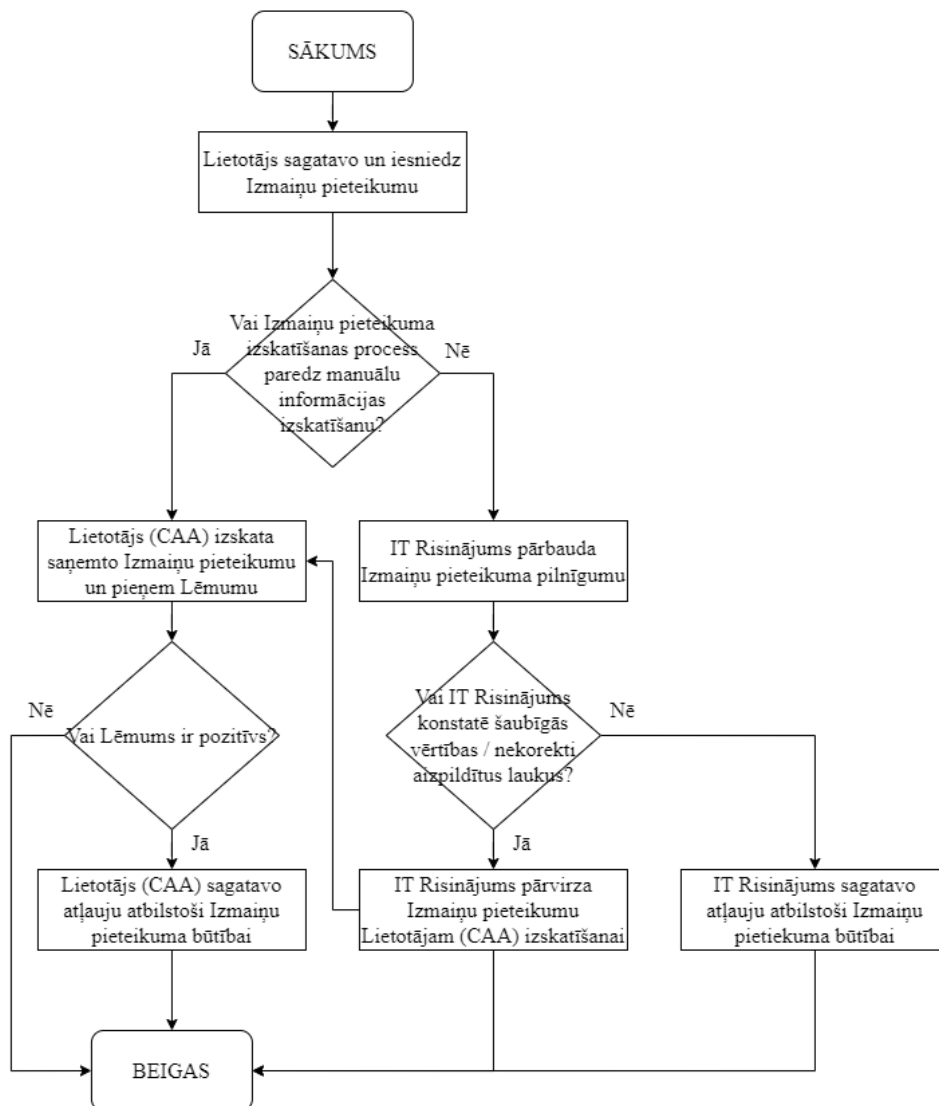 SĀKUMS
Lietotājs sagatavo un iesniedz
Izmaiņu pieteikumu
Vai Izmaiņu pieteikuma
izskatīšanas process
paredz manuālu
informācijas
izskatīšanu?
Jā
Nē
Lietotājs (CAA) izskata
saņemto Izmaiņu pieteikumu
un pieņem Lēmumu
IT Risinājums pārbauda
Izmaiņu pieteikuma pilnīgumu
Vai Lēmums ir pozitīvs?
Nē
Jā
Vai IT Risinājums
konstatē šaubīgās
vērtības / nekorekti
aizpildītus laukus?
Nē
Jā
Lietotājs (CAA) sagatavo
atļauju atbilstoši Izmaiņu
pieteikuma būtībai
IT Risinājums pārvirza
Izmaiņu pieteikumu
Lietotājam (CAA) izskatīšanai
IT Risinājums sagatavo
atļauju atbilstoši Izmaiņu
pietiekuma būtībai
BEIGAS